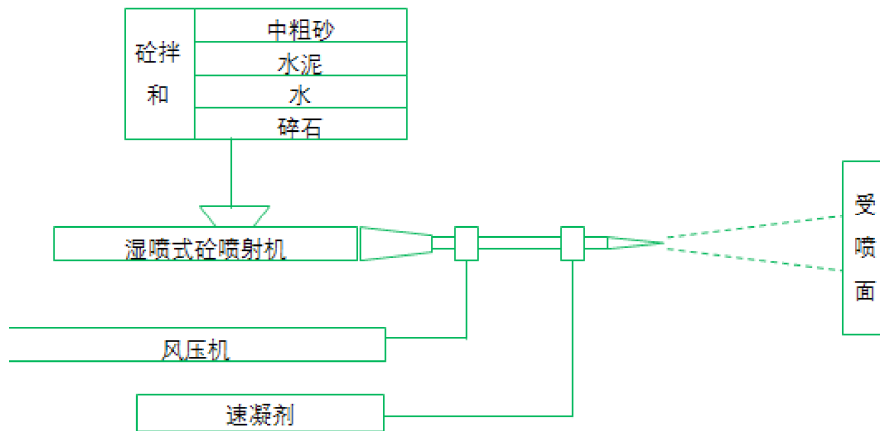 砼拌
和
中粗砂
水泥
水
碎石
湿喷式砼喷射机
受
喷
面
风压机
速凝剂